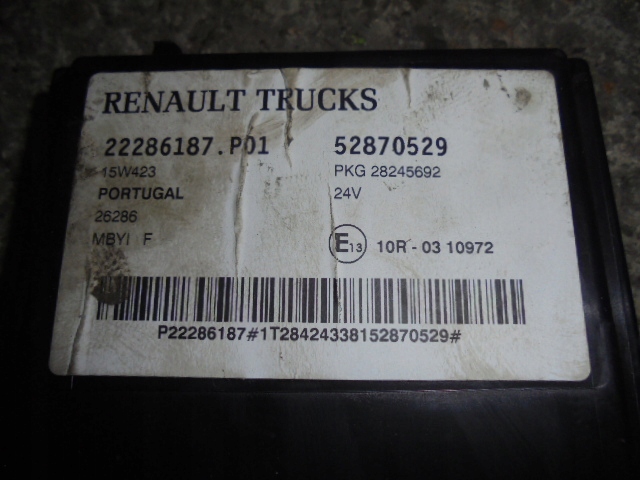 RENAULT TRUCKS
22286187.P01 52870529
15W423 PKG 28245692
PORTUGAL 24V
26286
MBYI F E13 10R - 03 10972
P22286187#1T28424338152870529#